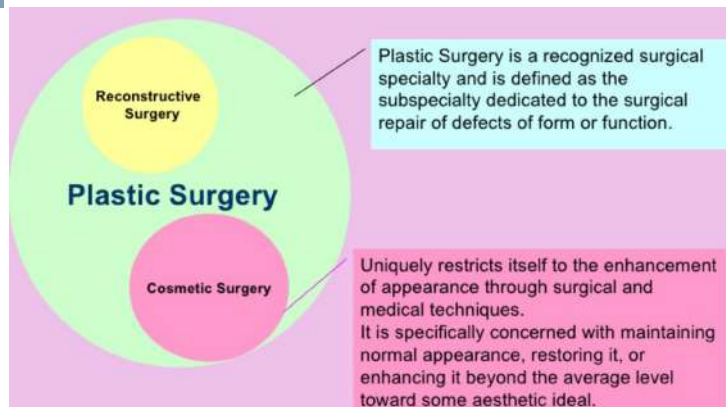 Reconstructive
Surgery
Plastic Surgery
Cosmetic Surgery
Plastic Surgery is a recognized surgical
specialty and is defined as the
subspecialty dedicated to the surgical
repair of defects of form or function.
Uniquely restricts itself to the enhancement
of appearance through surgical and
medical techniques.
It is specifically concerned with maintaining
normal appearance, restoring it, or
enhancing it beyond the average level
toward some aesthetic ideal.